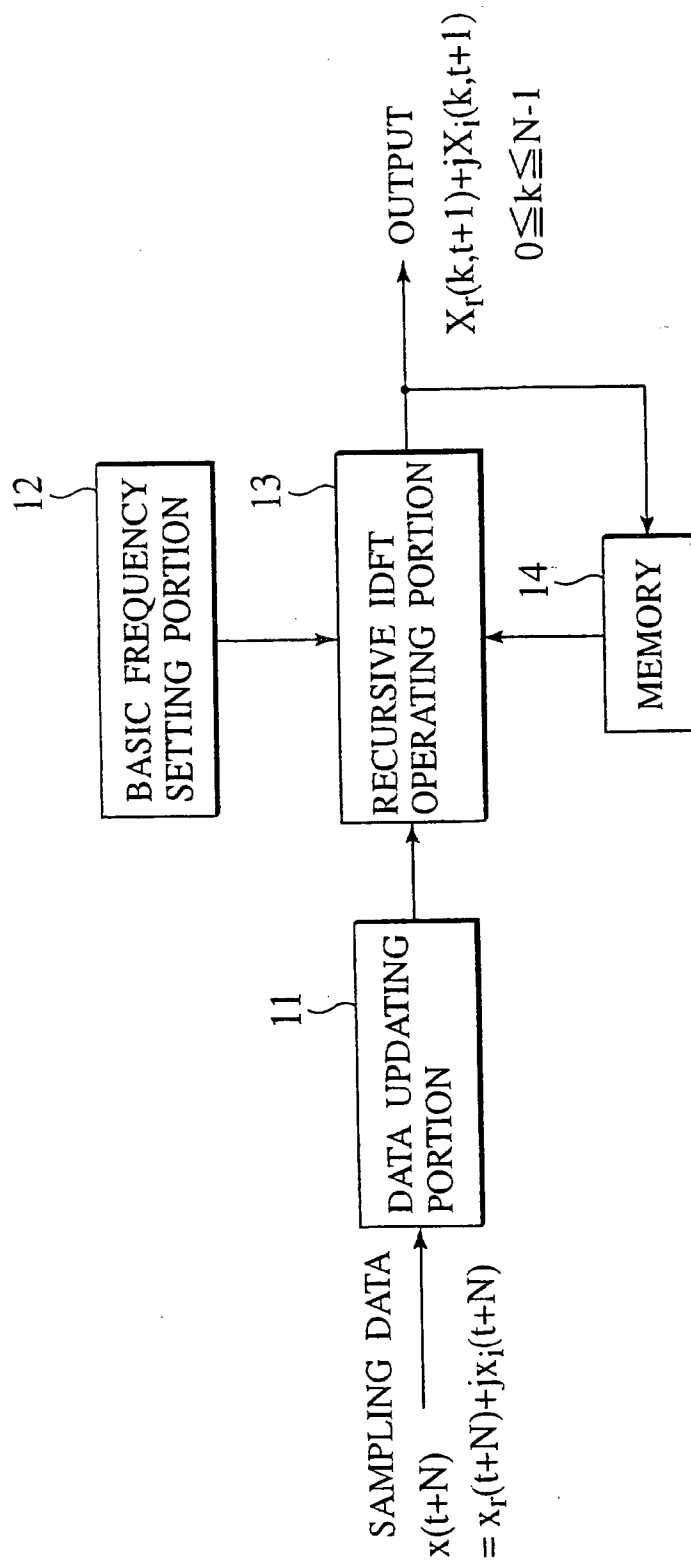 12
BASIC FREQUENCY
SETTING PORTION
SAMPLING DATA
x(t+N)
= xr(t+N)+jxi(t+N)
11
DATA UPDATING
PORTION
13
RECURSIVE IDFT
OPERATING PORTION
OUTPUT
Xr(k,t+1)+jXi(k,t+1)
0≦k≦N-1
14
MEMORY